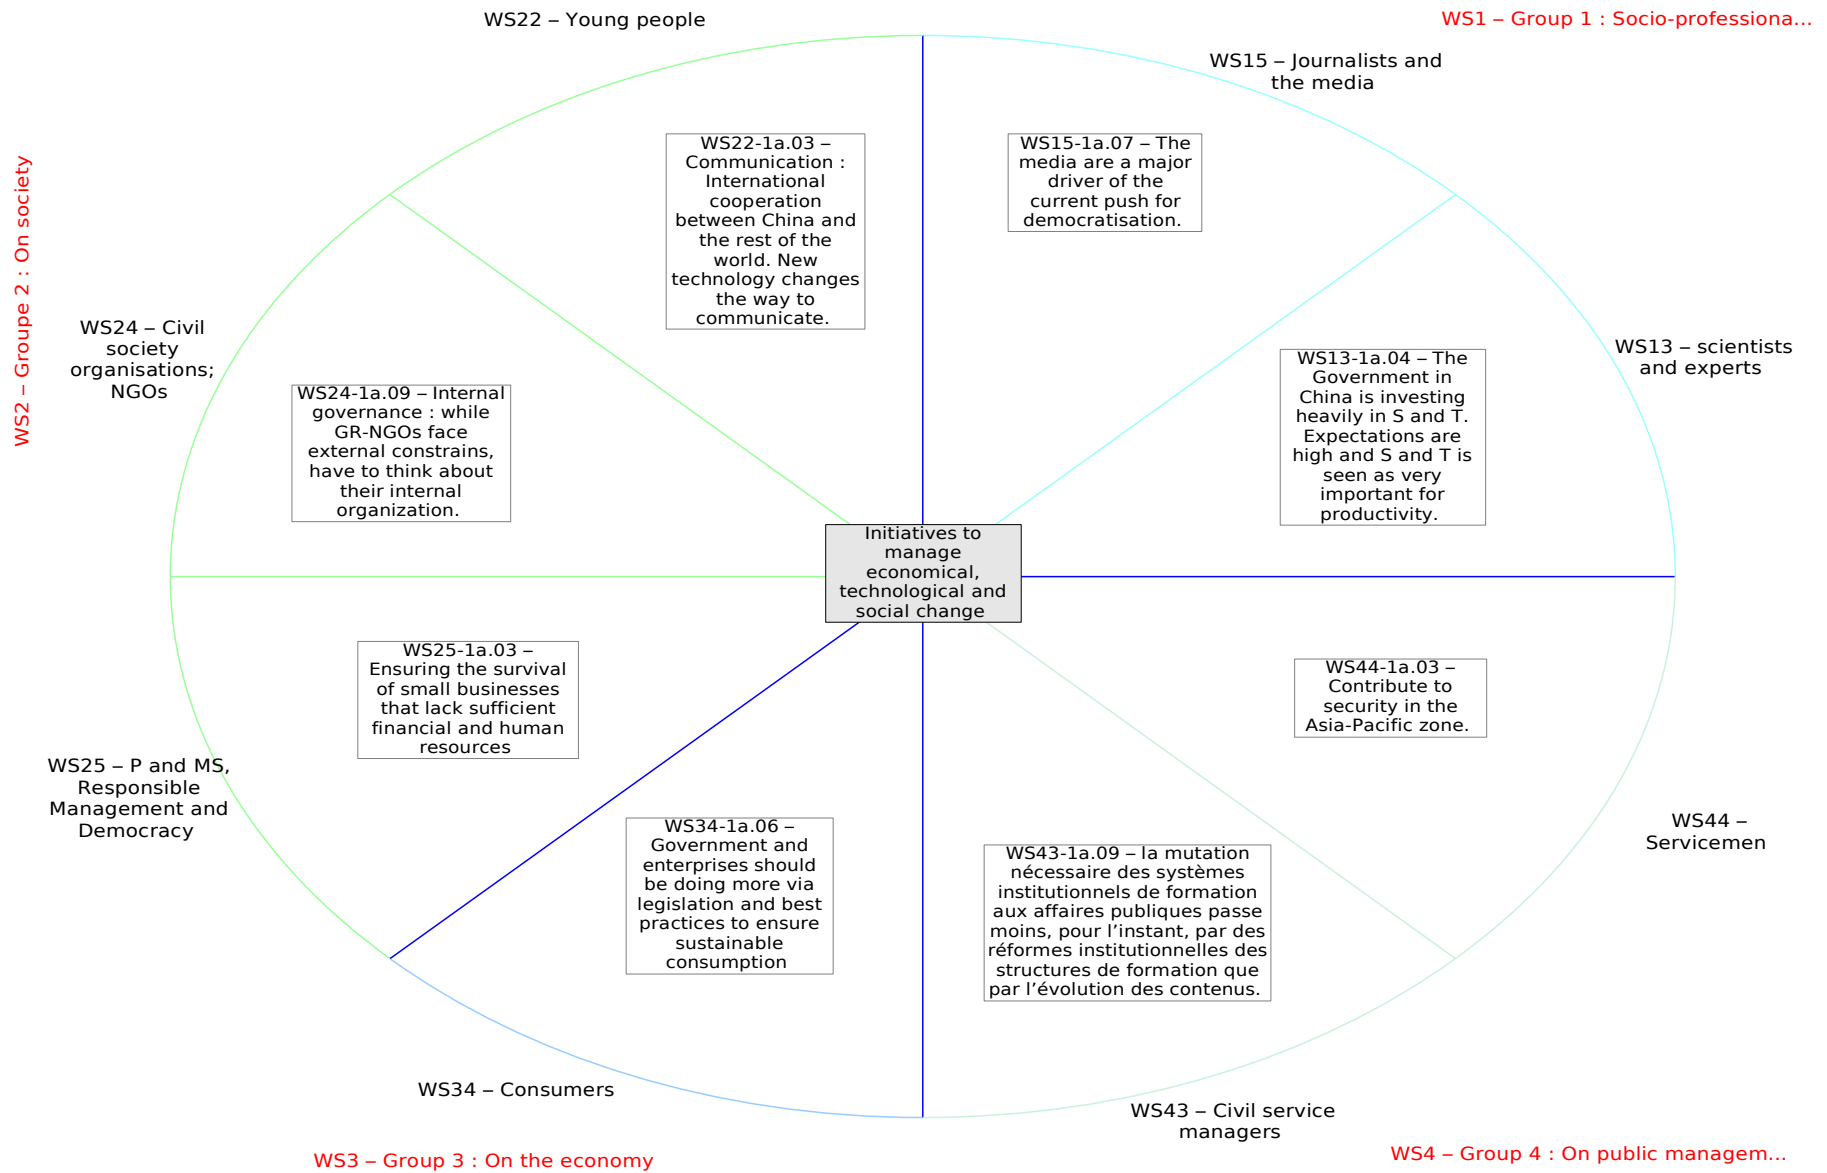 WS22 – Young people
WS1 – Group 1 : Socio-professiona...
WS15 – Journalists and
the media
WS22-1a.03 –
Communication :
International
cooperation
between China and
the rest of the
world. New
technology changes
the way to
communicate.
WS15-1a.07 – The
media are a major
driver of the
current push for
democratisation.
WS2 – Groupe 2 : On society
WS24 – Civil
society
organisations;
NGOs
WS24-1a.09 – Internal
governance : while
GR-NGOs face
external constrains,
have to think about
their internal
organization.
WS13-1a.04 – The
Government in
China is investing
heavily in S and T.
Expectations are
high and S and T is
seen as very
important for
productivity.
WS13 – scientists
and experts
Initiatives to
manage
economical,
technological and
social change
WS25-1a.03 –
Ensuring the survival
of small businesses
that lack sufficient
financial and human
resources
WS44-1a.03 –
Contribute to
security in the
Asia-Pacific zone.
WS25 – P and MS,
Responsible
Management and
Democracy
WS34-1a.06 –
Government and
enterprises should
be doing more via
legislation and best
practices to ensure
sustainable
consumption
WS43-1a.09 – la mutation
nécessaire des systèmes
institutionnels de formation
aux affaires publiques passe
moins, pour l’instant, par des
réformes institutionnelles des
structures de formation que
par l’évolution des contenus.
WS44 –
Servicemen
WS34 – Consumers
WS43 – Civil service
managers
WS3 – Group 3 : On the economy
WS4 – Group 4 : On public managem...